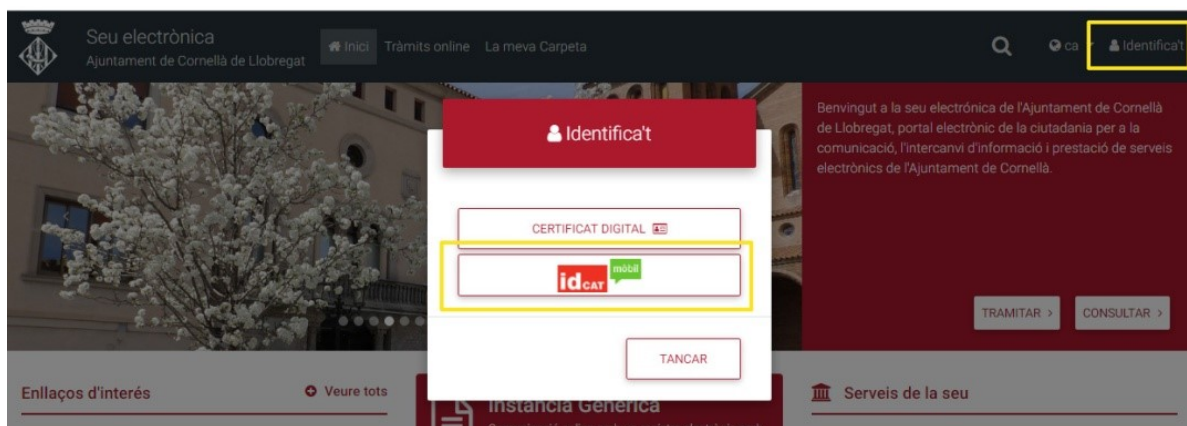 Seu electrònica
Ajuntament de Cornellà de Llobregat
Inici Tràmits online La meva Carpeta
ca
Identifica't
Identifica't
CERTIFICAT DIGITAL
idCAT mòbil
TANCAR
Benvingut a la seu electrónica de l'Ajuntament de Cornellà
de Llobregat, portal electrònic de la ciutadania per a la
comunicació, l'intercanvi d'informació i prestació de serveis
electrònics de l'Ajuntament de Cornellà.
TRAMITAR >
CONSULTAR >
Enllaços d'interés
Veure tots
Instància Genèrica
Serveis de la seu